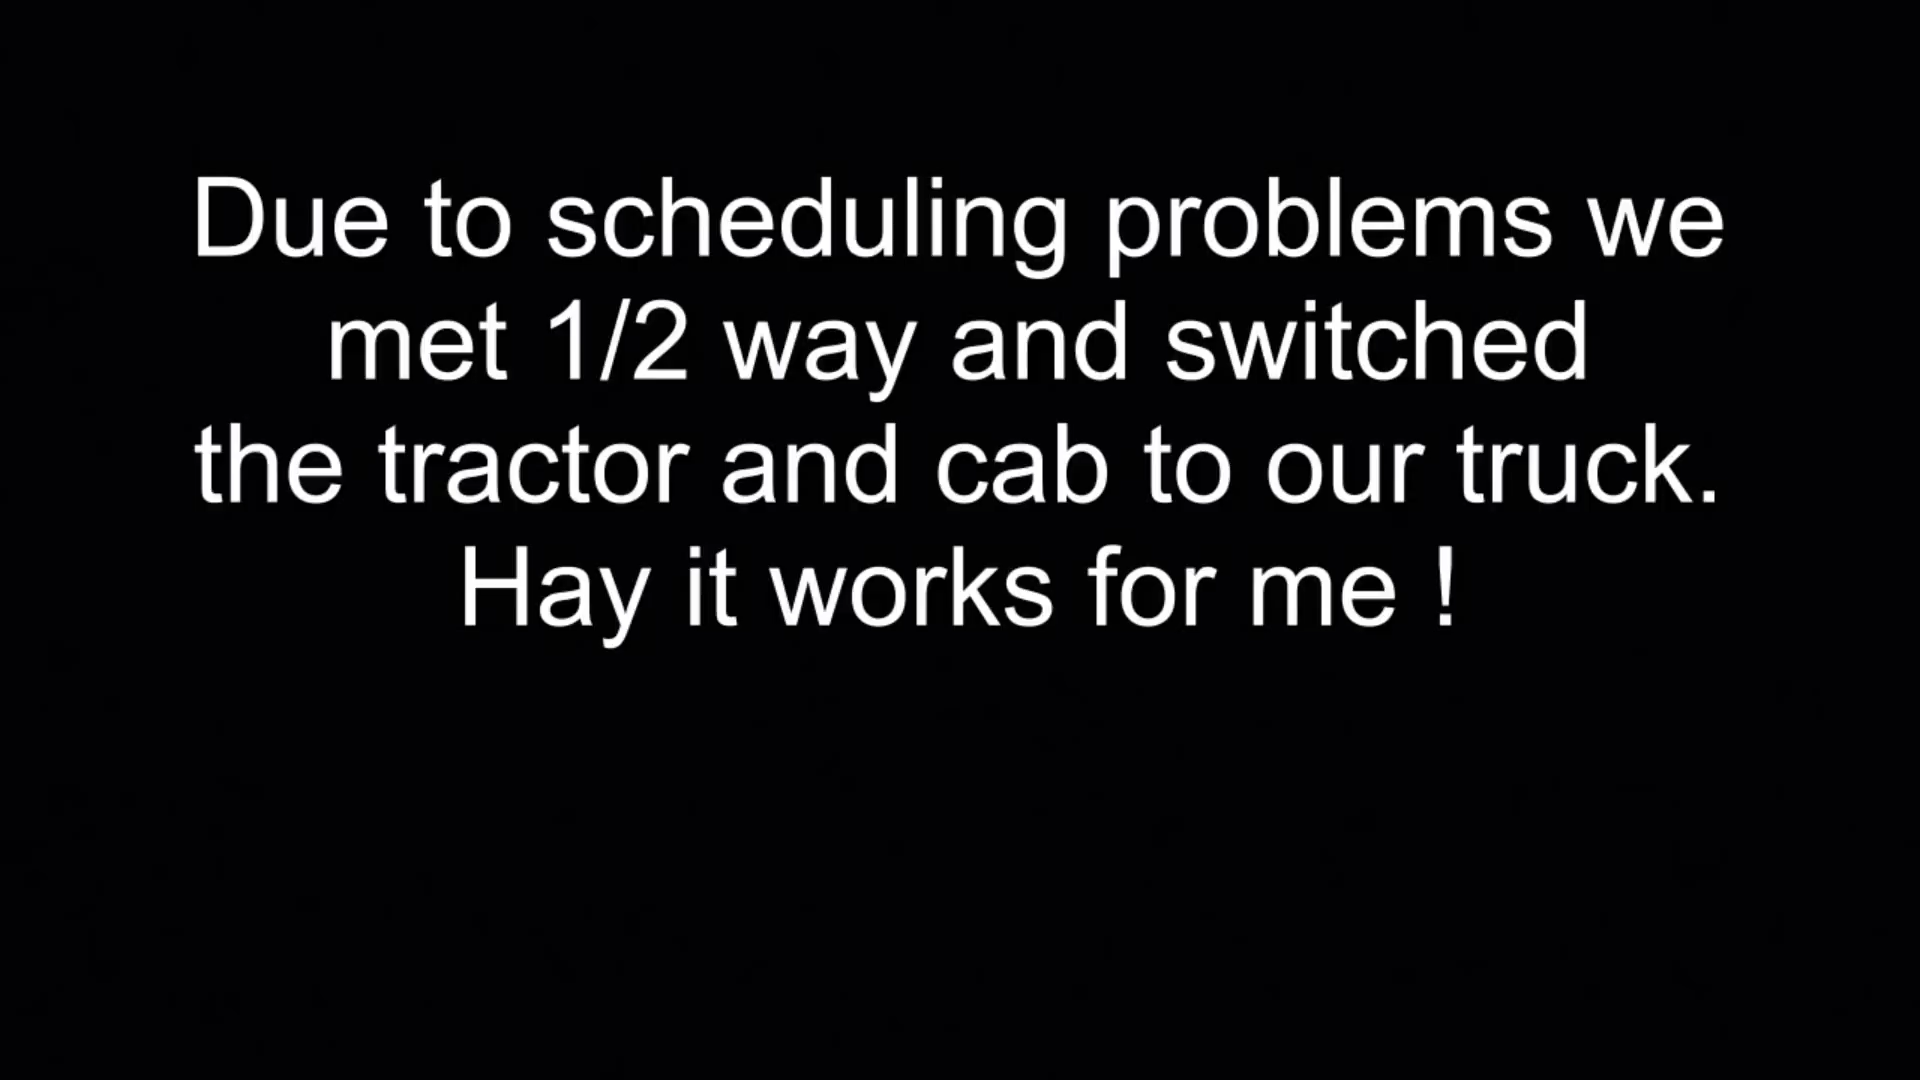 Due to scheduling problems we
met 1/2 way and switched
the tractor and cab to our truck.
Hay it works for me !